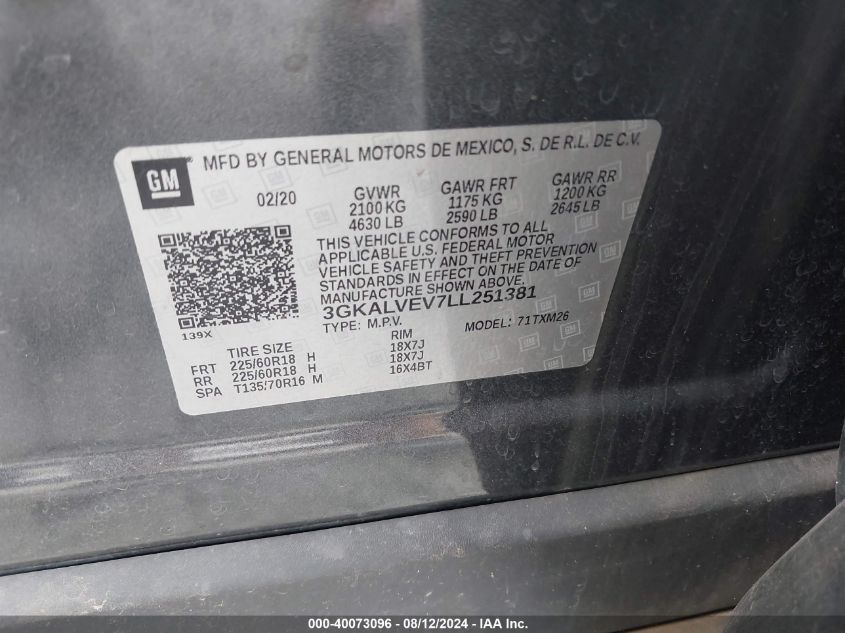 GM
MFD BY GENERAL MOTORS DE MEXICO, S. DE R.L. DE C.V.
02/20
GVWR GAWR FRT GAWR RR
2100 KG 1175 KG 1200 KG
4630 LB 2590 LB 2645 LB
THIS VEHICLE CONFORMS TO ALL
APPLICABLE U.S. FEDERAL MOTOR
VEHICLE SAFETY AND THEFT PREVENTION
STANDARDS IN EFFECT ON THE DATE OF
MANUFACTURE SHOWN ABOVE.
3GKALVEV7LL251381
139X
TYPE: M.P.V. MODEL: 71TXM26
TIRE SIZE RIM
FRT 225/60R18 H 18X7J
RR 225/60R18 H 18X7J
SPA T135/70R16 M 16X4BT
000-40073096 - 08/12/2024 - IAA Inc.